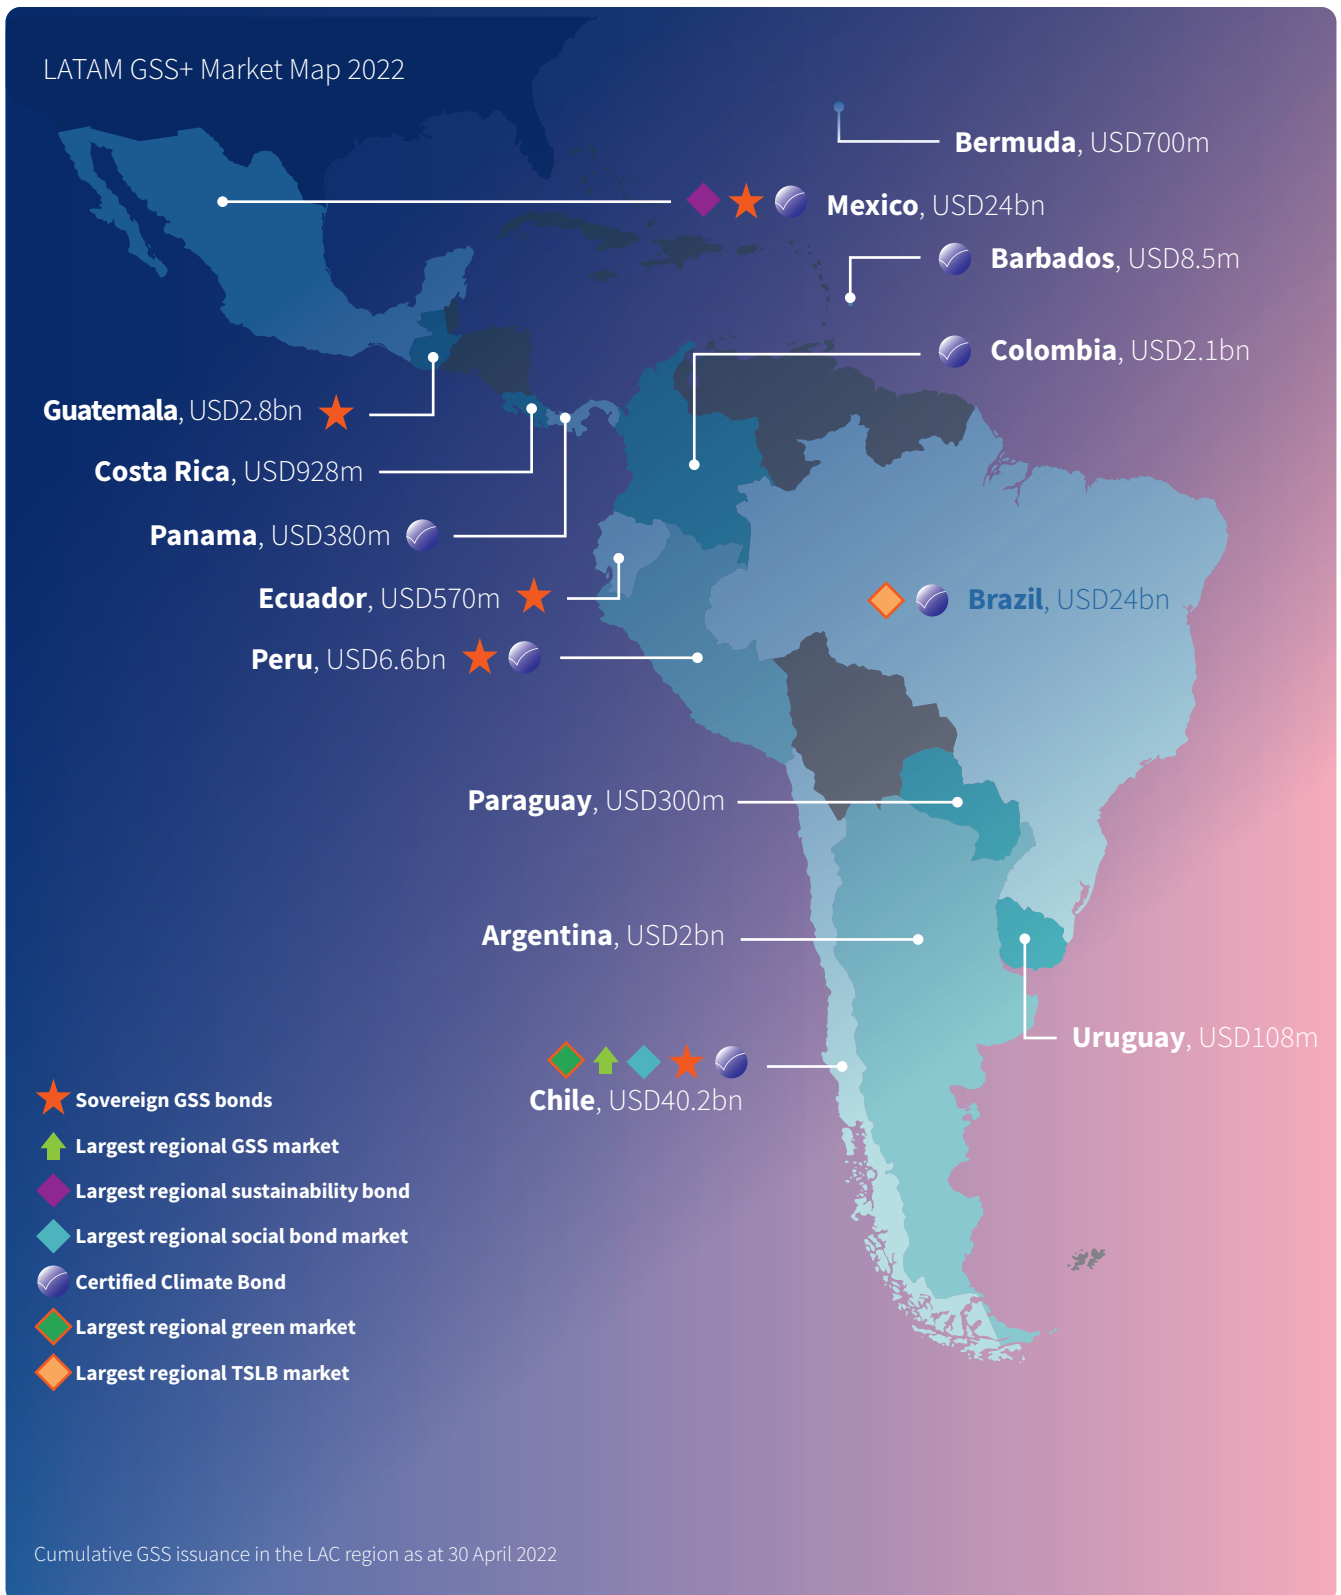 LATAM GSS+ Market Map 2022
Bermuda, USD700m
Mexico, USD24bn
Barbados, USD8.5m
Colombia, USD2.1bn
Guatemala, USD2.8bn
Costa Rica, USD928m
Panama, USD380m
Ecuador, USD570m
Brazil, USD24bn
Peru, USD6.6bn
Paraguay, USD300m
Argentina, USD2bn
Uruguay, USD108m
Chile, USD40.2bn
Sovereign GSS bonds
Largest regional GSS market
Largest regional sustainability bond
Largest regional social bond market
Certified Climate Bond
Largest regional green market
Largest regional TSLB market
Cumulative GSS issuance in the LAC region as at 30 April 2022